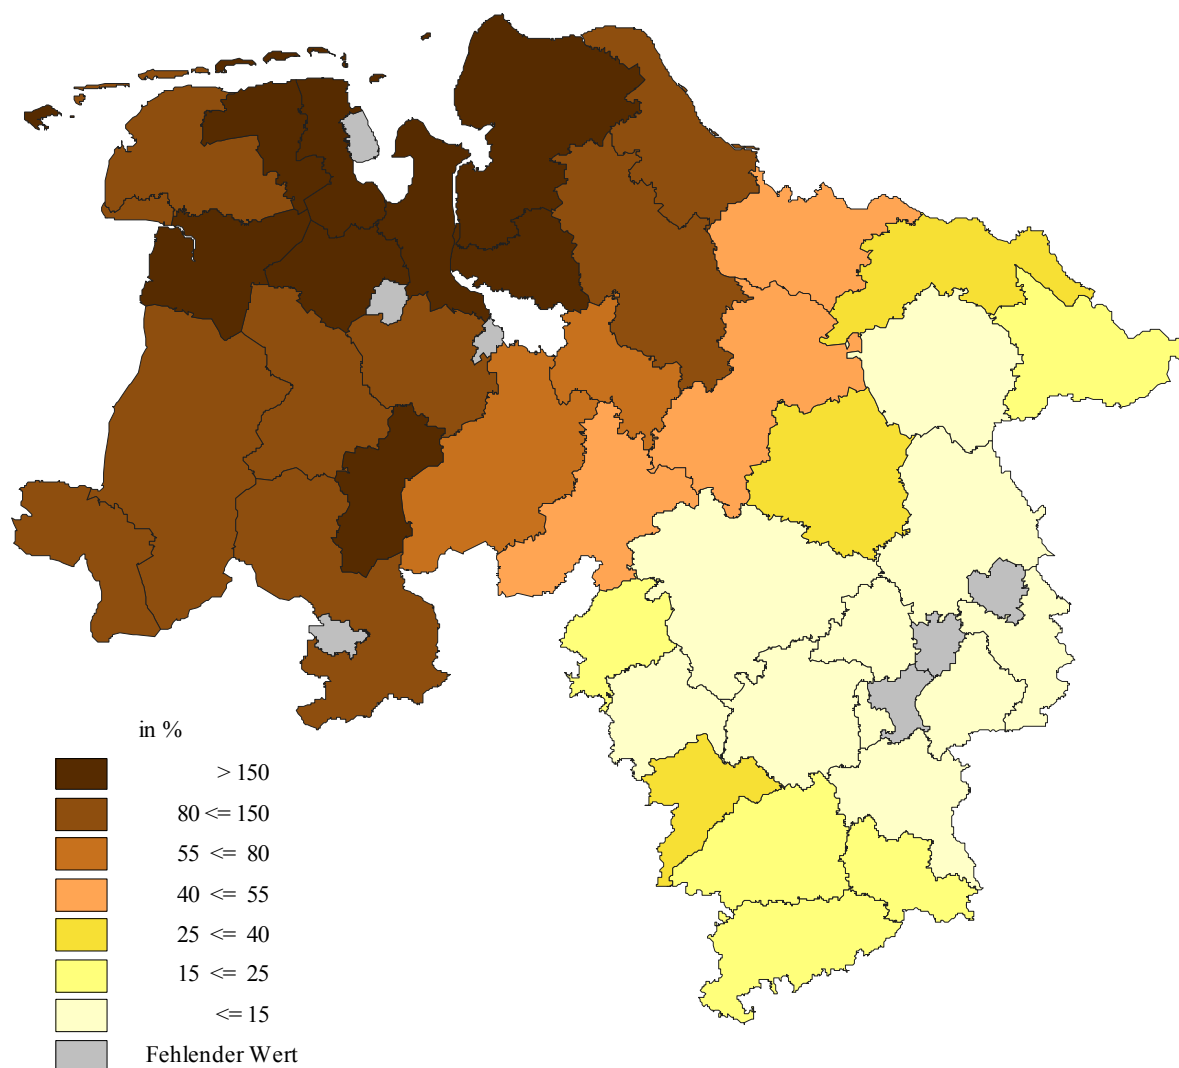 in %
> 150
80 <= 150
55 <= 80
40 <= 55
25 <= 40
15 <= 25
<= 15
Fehlender Wert